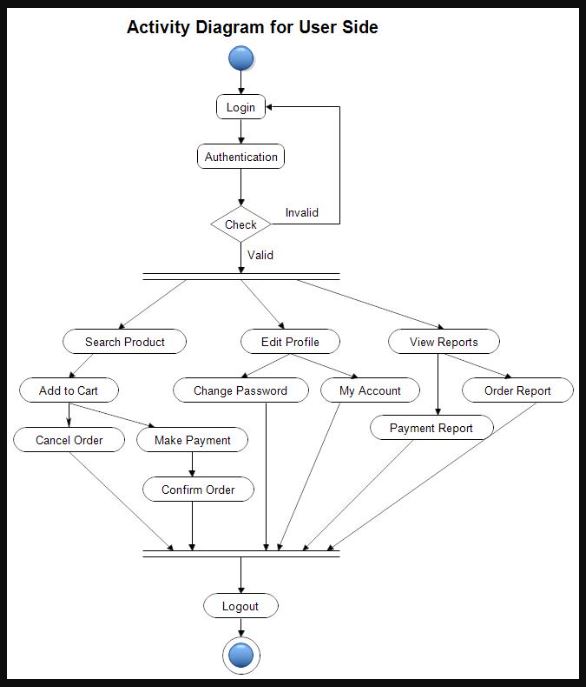 Activity Diagram for User Side
Login
Authentication
Check
Invalid
Valid
Search Product
Edit Profile
View Reports
Add to Cart
Change Password
My Account
Order Report
Payment Report
Cancel Order
Make Payment
Confirm Order
Logout